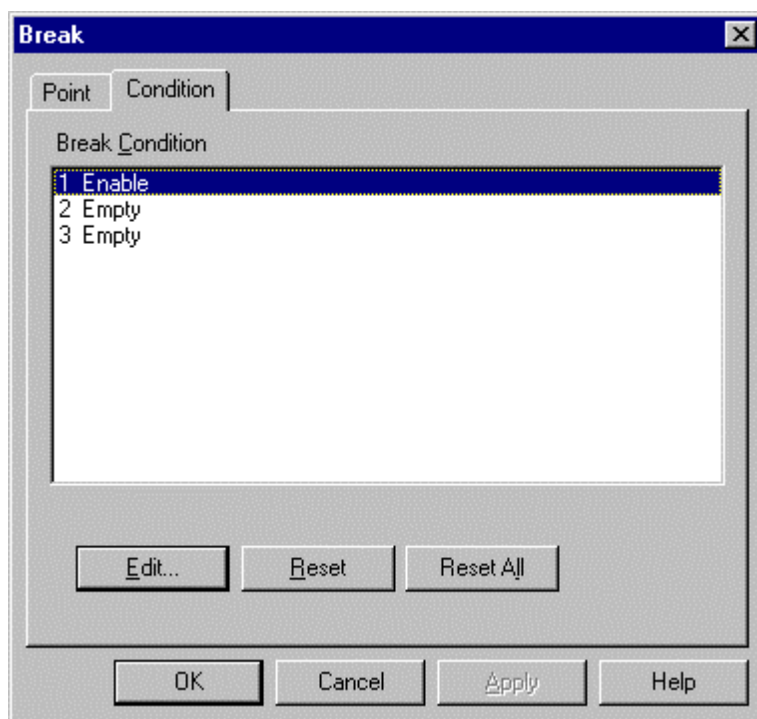 Break
Point Condition
Break Condition
1 Enable
2 Empty
3 Empty
Edit... Reset Reset All
OK Cancel Apply Help